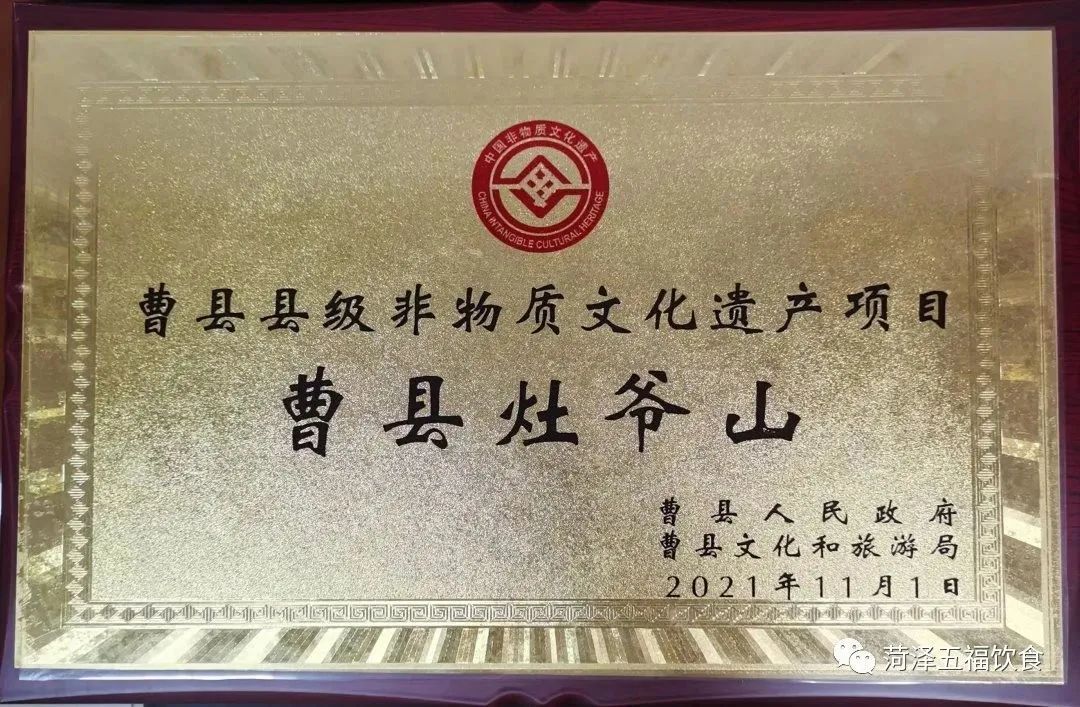 中国非物质文化遗产
CHINA INTANGIBLE CULTURAL HERITAGE
曹县县级非物质文化遗产项目
曹县灶爷山
曹县人民政府
曹县文化和旅游局
2021年11月1日
菏泽五福饮食